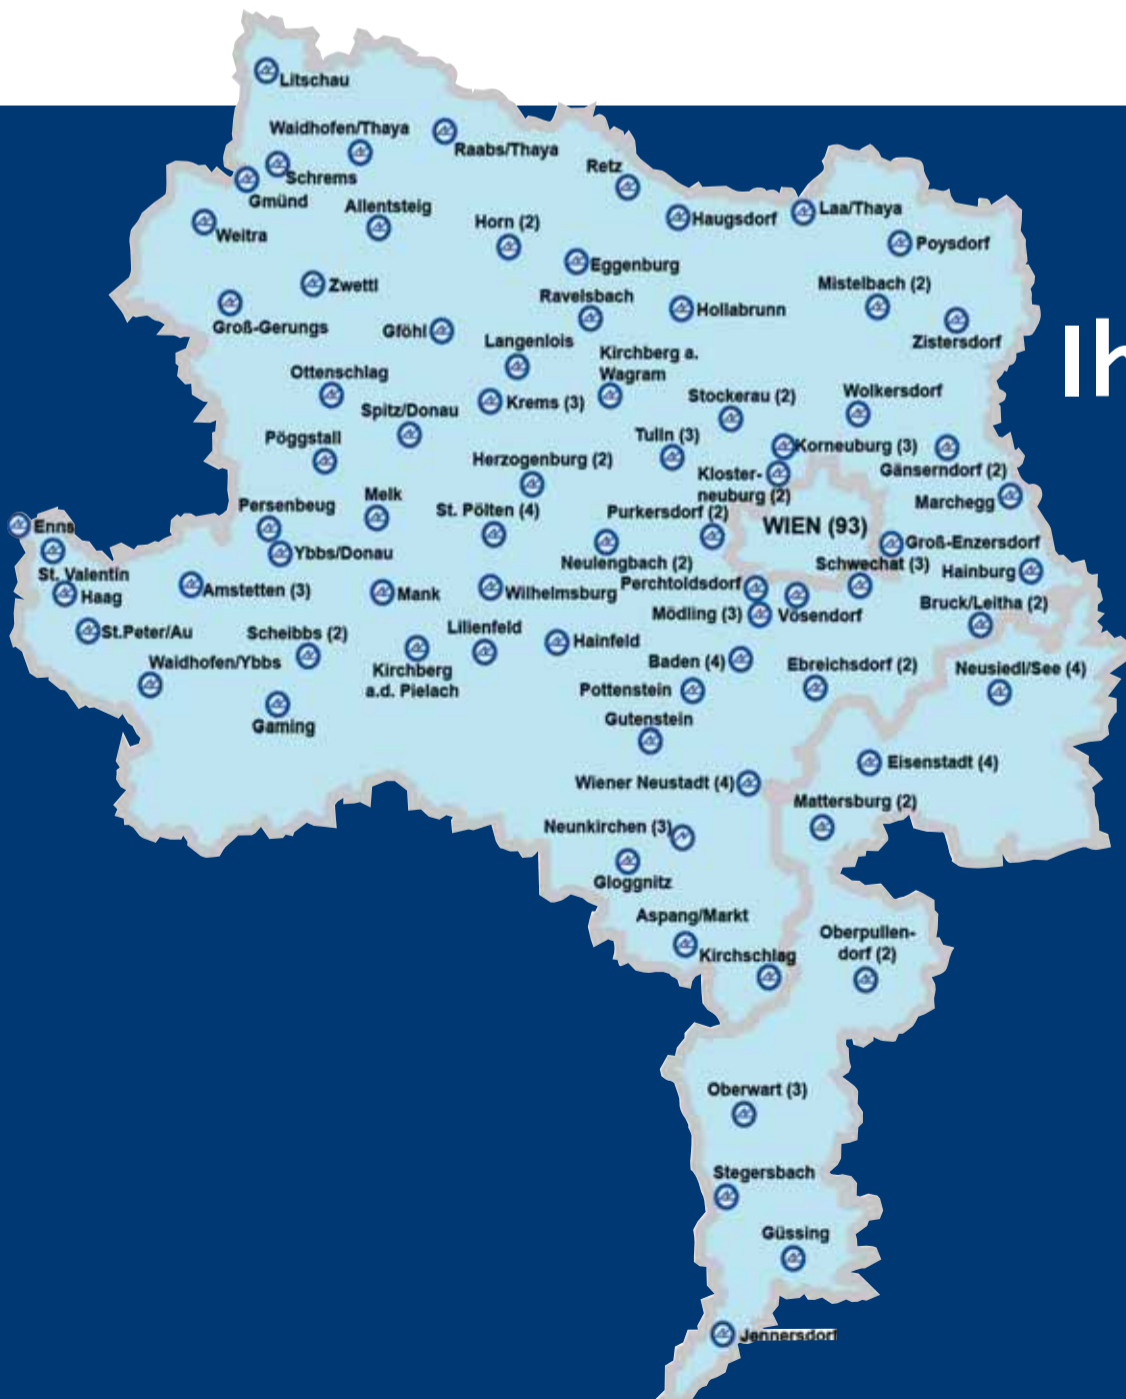 Litschau
Waidhofen/Thaya
Raabs/Thaya
Retz
Schrems
Gmünd
Allentsteig
Laa/Thaya
Haugsdorf
Horn (2)
Weitra
Poysdorf
Eggenburg
Zwettl
Mistelbach (2)
Ravelsbach
Hollabrunn
Groß-Gerungs
Gföhl
Langenlois
Zistersdorf
Ih
Kirchberg a.
Wagram
Ottenschlag
Krems (3)
Stockerau (2)
Wolkersdorf
Spitz/Donau
Pöggstall
Tulln (3)
Korneuburg (3)
Herzogenburg (2)
Kloster-
neuburg (2)
Gänserndorf (2)
Melk
Marchegg
Persenbeug
St. Pölten (4)
Purkersdorf (2)
WIEN (93)
Enns
Groß-Enzersdorf
Ybbs/Donau
Neulengbach (2)
Schwechat (3)
Hainburg
St. Valentin
Haag
Amstetten (3)
Mank
Wilhelmsburg
Perchtoldsdorf
Bruck/Leitha (2)
Mödling (3)
Vösendorf
St.Peter/Au
Scheibbs (2)
Lilienfeld
Hainfeld
Waidhofen/Ybbs
Kirchberg
a.d. Pielach
Baden (4)
Ebreichsdorf (2)
Neusiedl/See (4)
Pottenstein
Gaming
Gutenstein
Eisenstadt (4)
Wiener Neustadt (4)
Mattersburg (2)
Neunkirchen (3)
Gloggnitz
Aspang/Markt
Kirchschlag
Oberpullen-
dorf (2)
Oberwart (3)
Stegersbach
Güssing
Jennersdorf